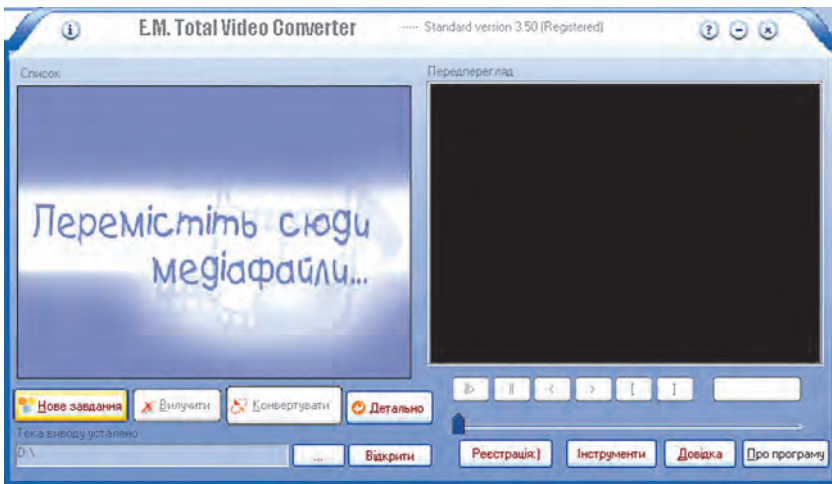 E.M. Total Video Converter ----- Standard version 3.50 (Registered)
Список
Передперегляд
Перемістіть сюди
медіафайли...
Нове завдання Вилучити Конвертувати Детально
Тека виводу усталено
D:\ ... Відкрити
Реєстрація:) Інструменти Довідка Про програму